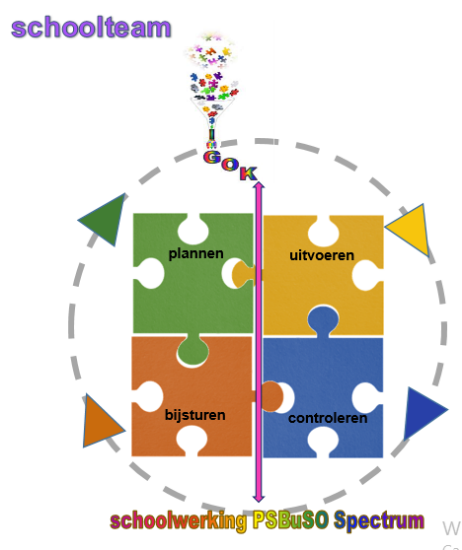 schoolteam
I
GOK
plannen
uitvoeren
bijsturen
controleren
schoolwerking PSBuSO Spectrum
W